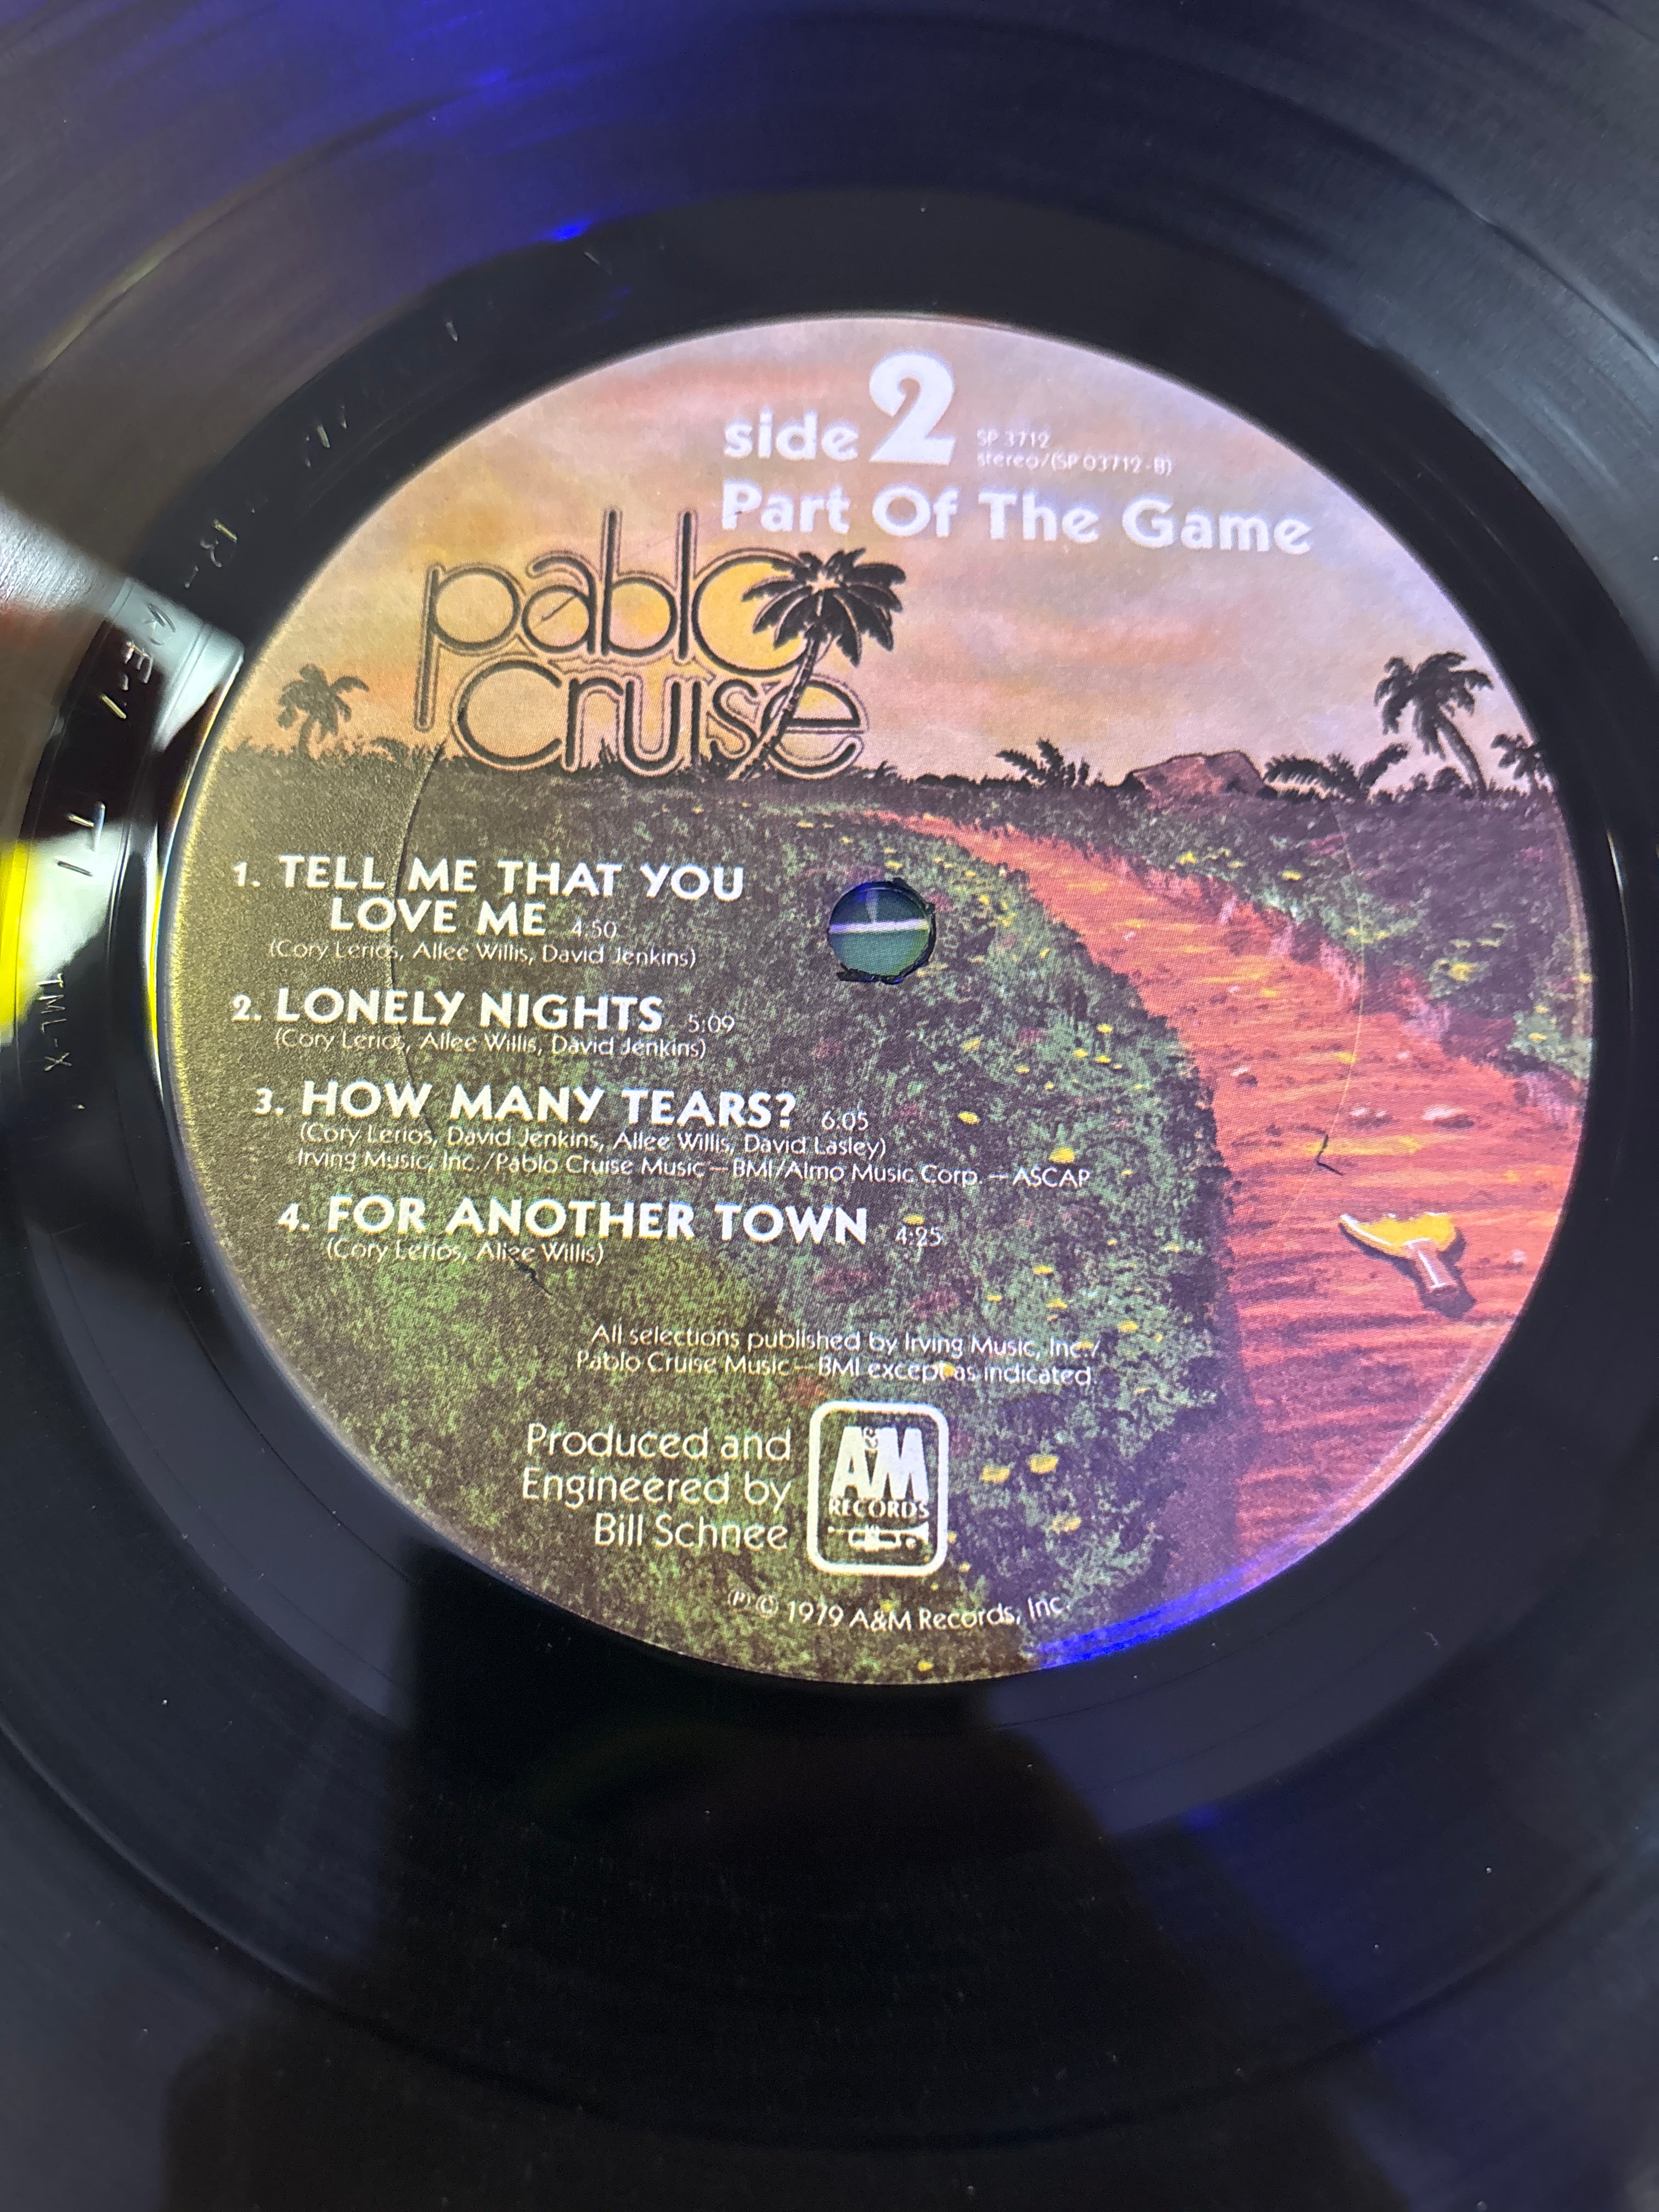 side 2
SP 3712
stereo/(SP 03712-B)
Part Of The Game
pablo
cruise
1. TELL ME THAT YOU
LOVE ME 4:50
(Cory Lerios, Allee Willis, David Jenkins)
2. LONELY NIGHTS 5:09
(Cory Lerios, Allee Willis, David Jenkins)
3. HOW MANY TEARS? 6:05
(Cory Lerios, David Jenkins, Allee Willis, David Lasley)
Irving Music, Inc./Pablo Cruise Music—BMI/Almo Music Corp.—ASCAP
4. FOR ANOTHER TOWN 4:25
(Cory Lerios, Allee Willis)
All selections published by Irving Music, Inc./
Pablo Cruise Music—BMI except as indicated.
Produced and
Engineered by
Bill Schnee
A&M
RECORDS
℗ © 1979 A&M Records, Inc.
TML-X